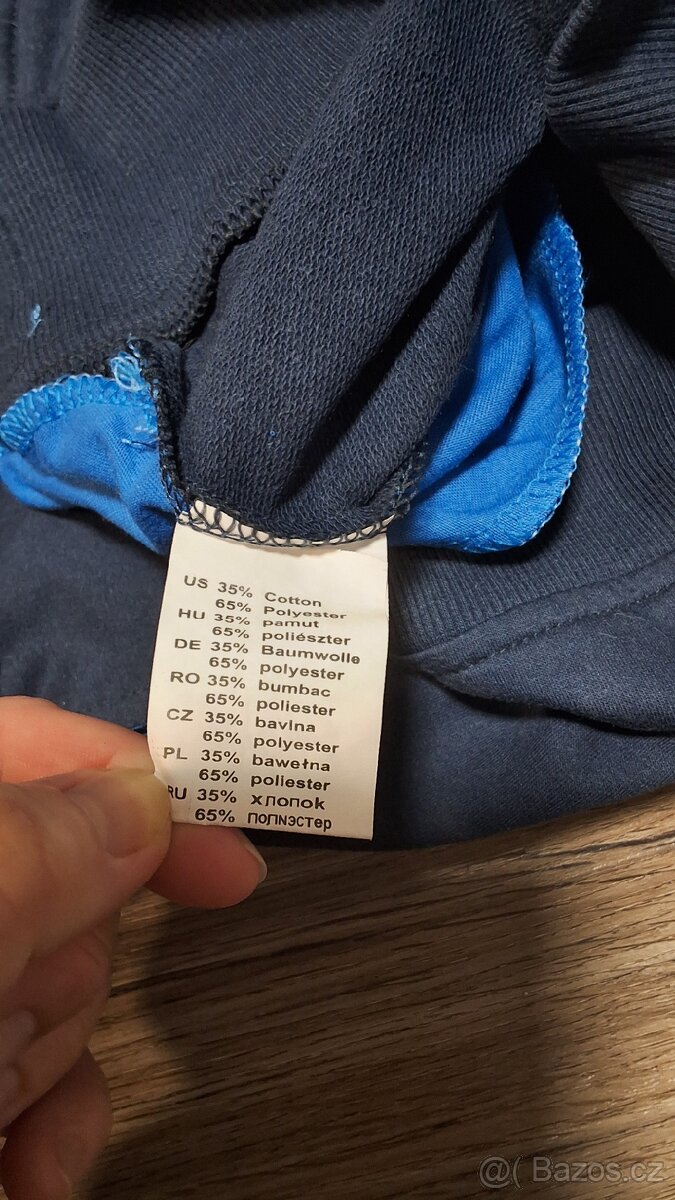 US 35% Cotton
65% Polyester
HU 35% pamut
65% poliészter
DE 35% Baumwolle
65% polyester
RO 35% bumbac
65% poliester
CZ 35% bavlna
65% polyester
PL 35% bawełna
65% poliester
RU 35% хлопок
65% полиэстер
@( Bazos.cz